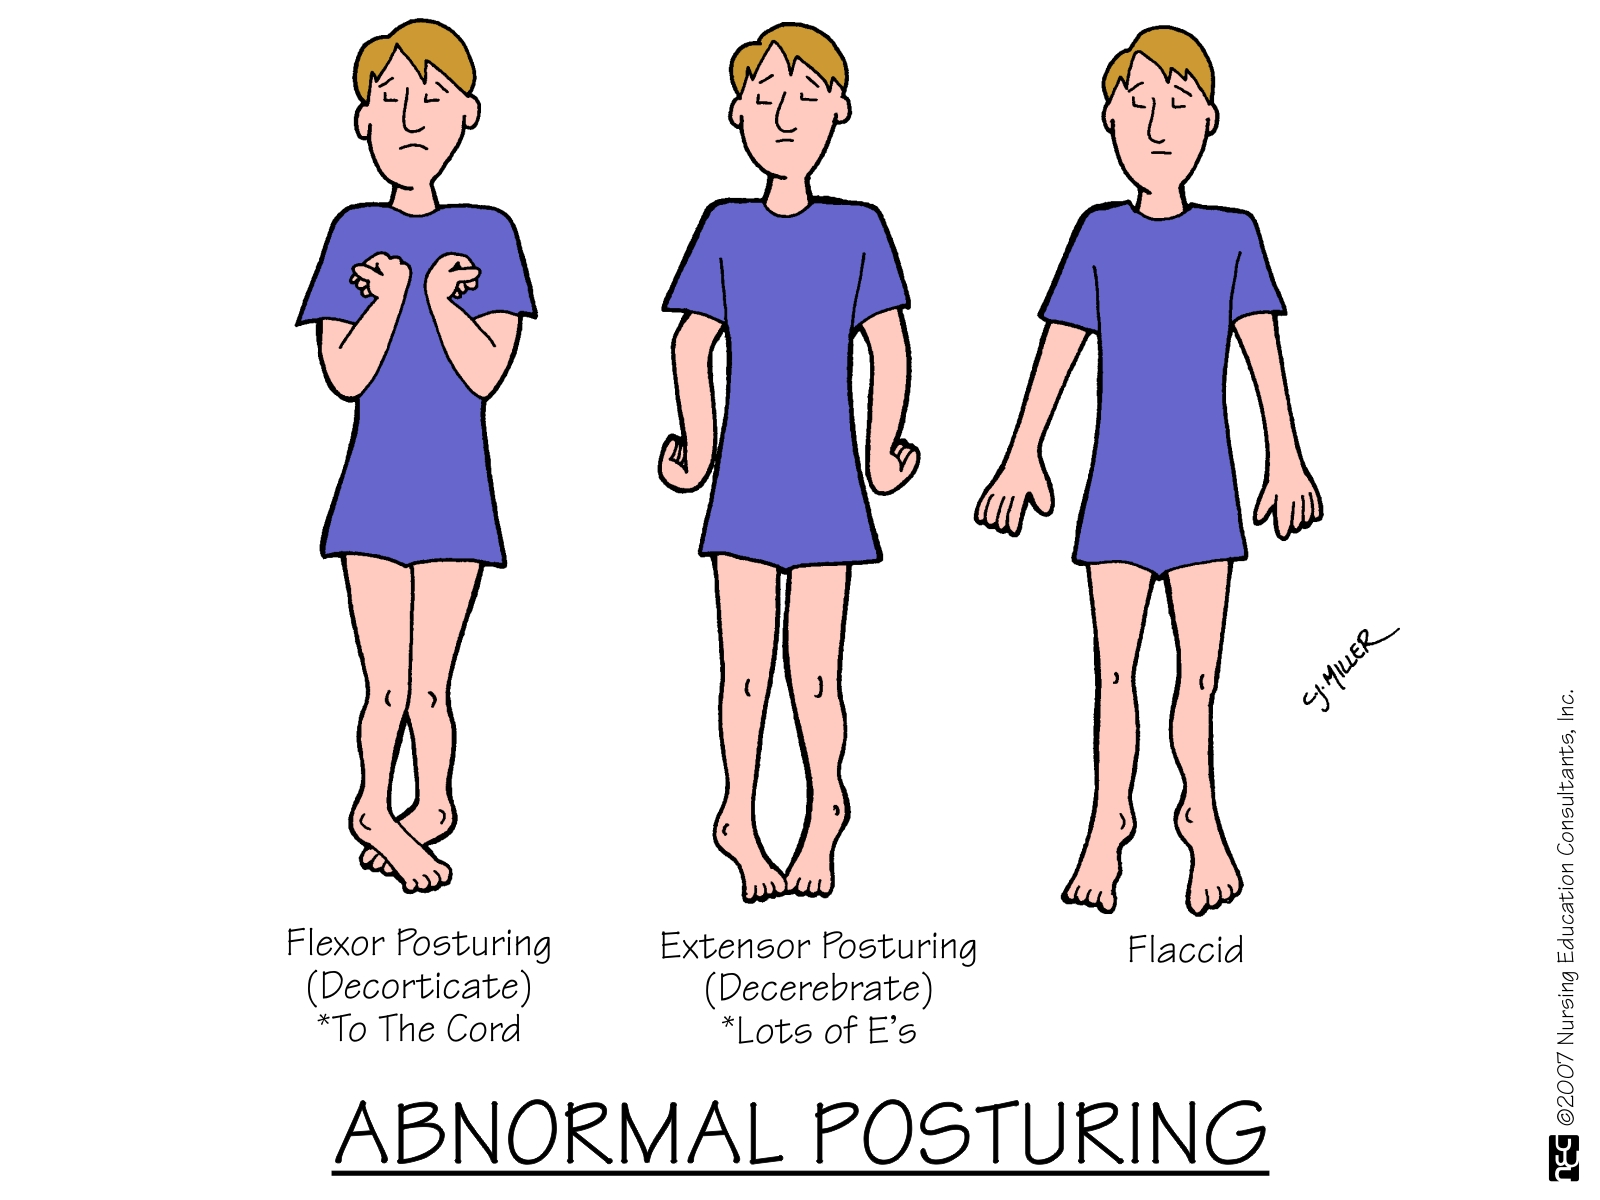 S.J. MILLER
Flexor Posturing
(Decorticate)
*To The Cord
Extensor Posturing
(Decerebrate)
*Lots of E's
Flaccid
ABNORMAL POSTURING
©2007 Nursing Education Consultants, Inc.